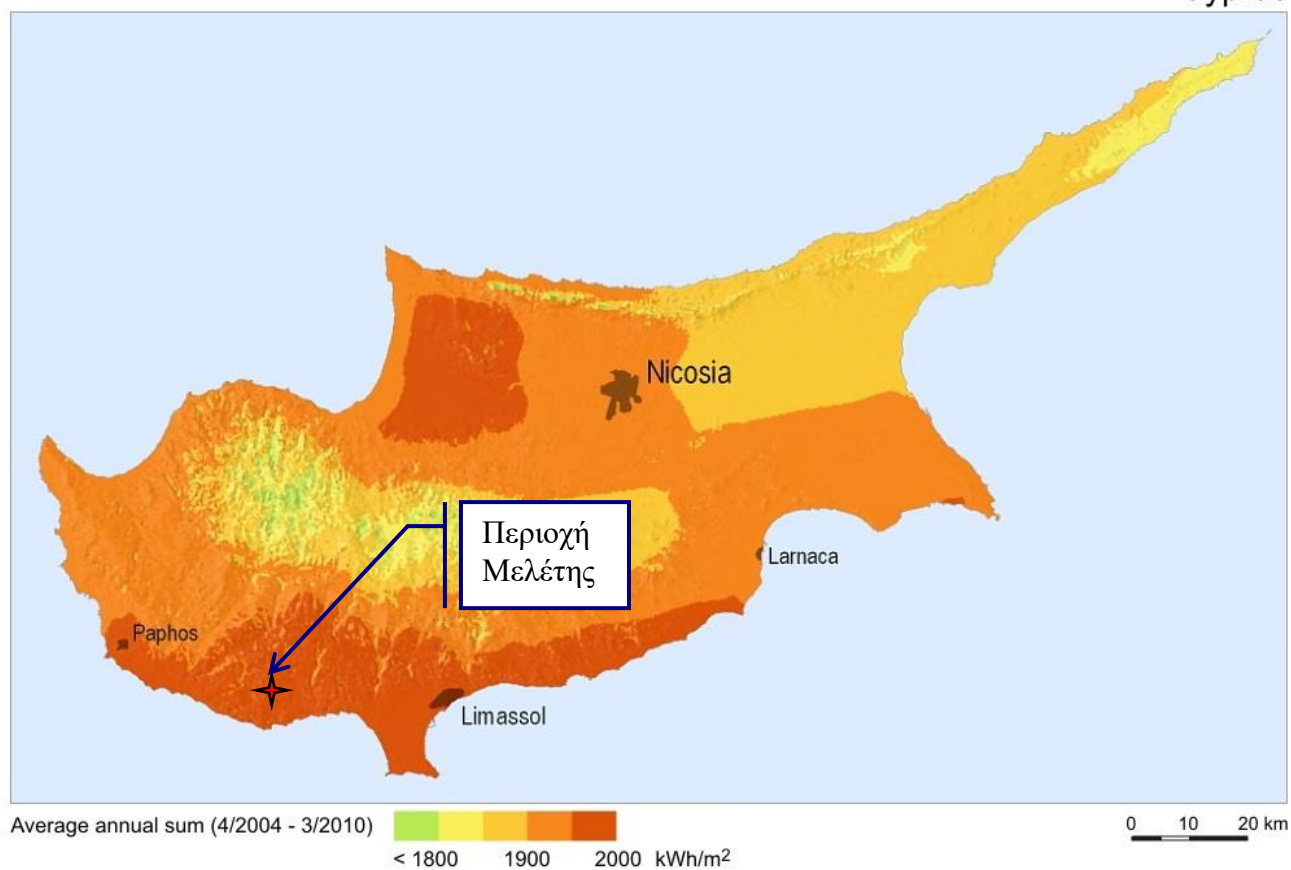 Nicosia
Περιοχή
Μελέτης
Larnaca
Paphos
Limassol
Average annual sum (4/2004 - 3/2010)
< 1800 1900 2000 kWh/m2
0 10 20 km